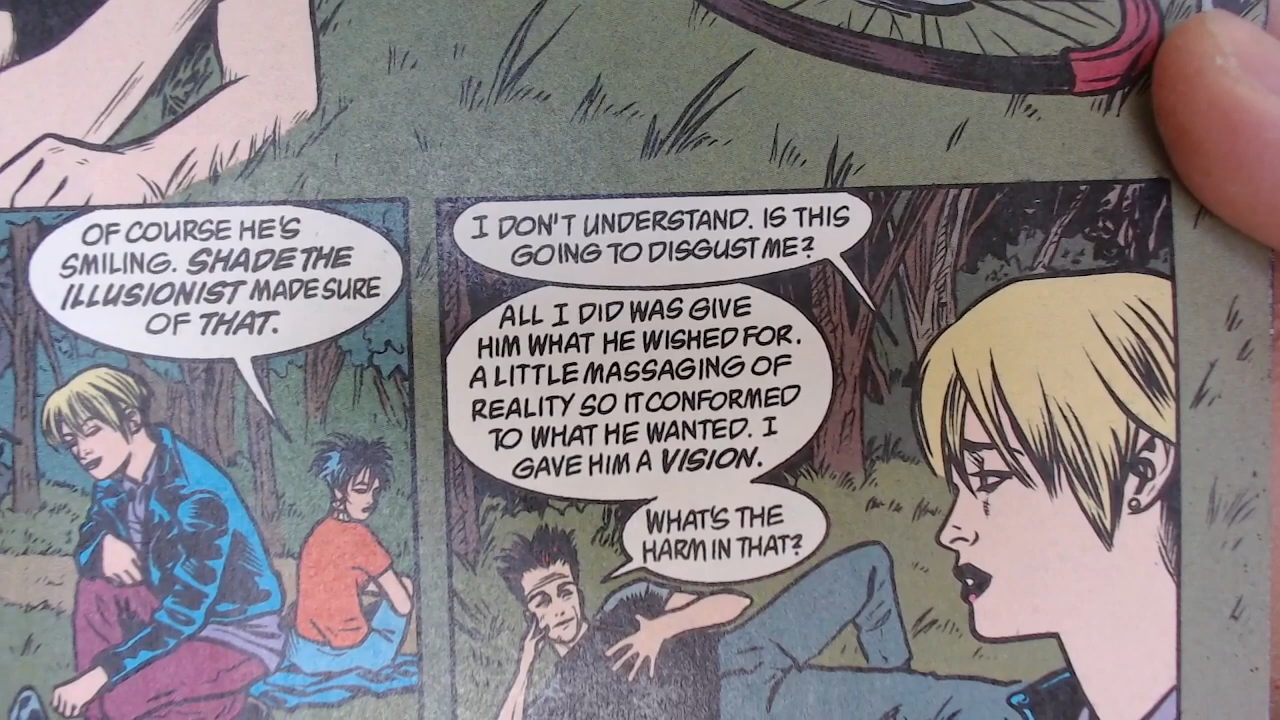 OF COURSE HE'S
SMILING. SHADE THE
ILLUSIONIST MADE SURE
OF THAT.
I DON'T UNDERSTAND. IS THIS
GOING TO DISGUST ME?
ALL I DID WAS GIVE
HIM WHAT HE WISHED FOR.
A LITTLE MASSAGING OF
REALITY SO IT CONFORMED
TO WHAT HE WANTED. I
GAVE HIM A VISION.
WHAT'S THE
HARM IN THAT?